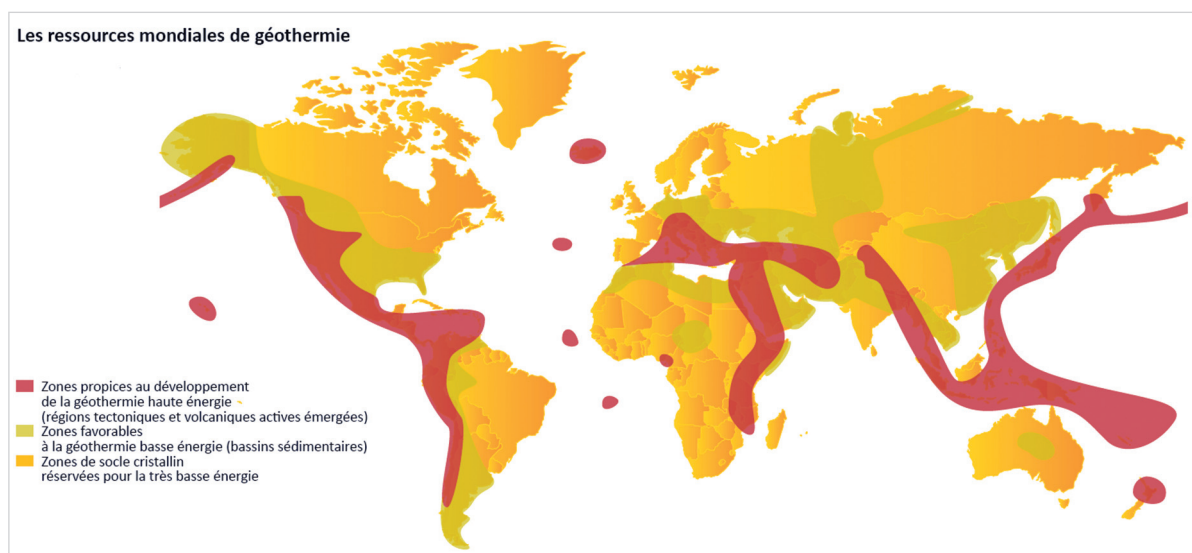 Les ressources mondiales de géothermie
Zones propices au développement
de la géothermie haute énergie
(régions tectoniques et volcaniques actives émergées)
Zones favorables
à la géothermie basse énergie (bassins sédimentaires)
Zones de socle cristallin
réservées pour la très basse énergie